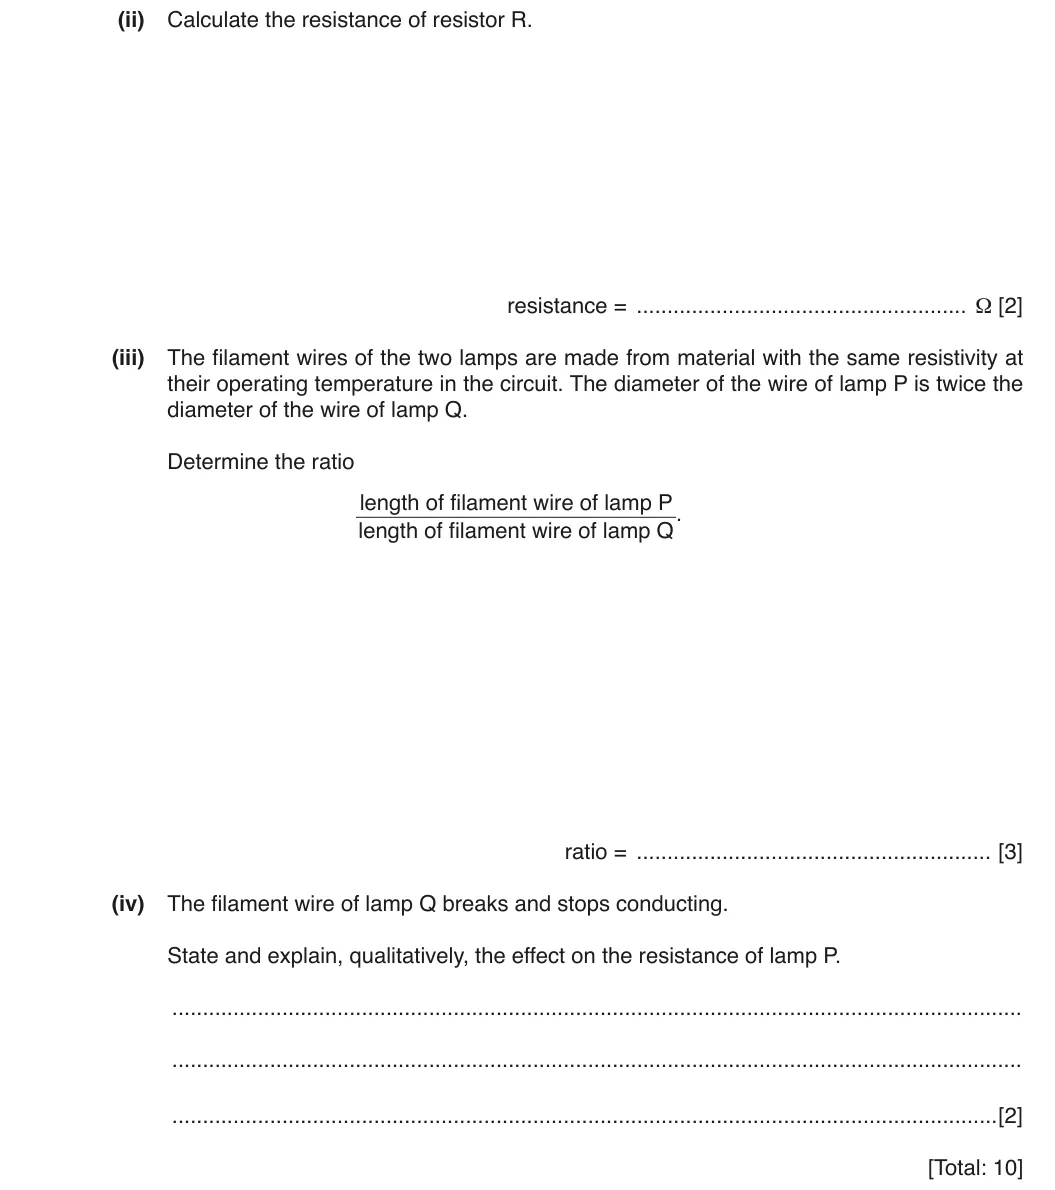 (ii) Calculate the resistance of resistor R.
resistance = ...................................................... Ω [2]
(iii) The filament wires of the two lamps are made from material with the same resistivity at
their operating temperature in the circuit. The diameter of the wire of lamp P is twice the
diameter of the wire of lamp Q.
Determine the ratio
length of filament wire of lamp P
length of filament wire of lamp Q.
ratio = .......................................................... [3]
(iv) The filament wire of lamp Q breaks and stops conducting.
State and explain, qualitatively, the effect on the resistance of lamp P.
...........................................................................................................................................
...........................................................................................................................................
.......................................................................................................................................[2]
[Total: 10]